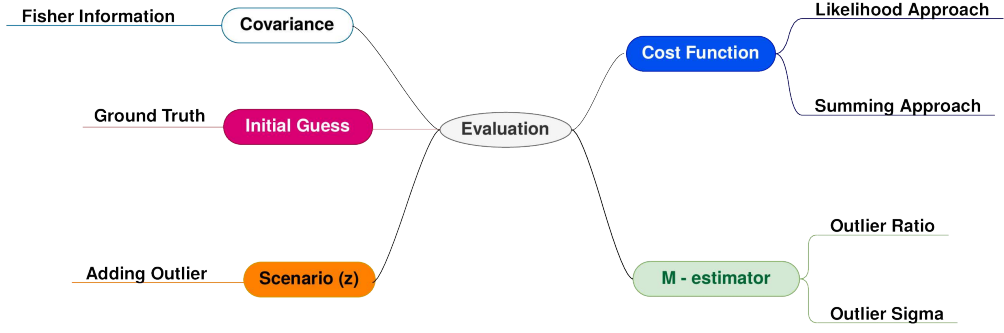 Fisher Information
Covariance
Ground Truth
Initial Guess
Adding Outlier
Scenario (z)
Evaluation
Cost Function
Likelihood Approach
Summing Approach
M - estimator
Outlier Ratio
Outlier Sigma